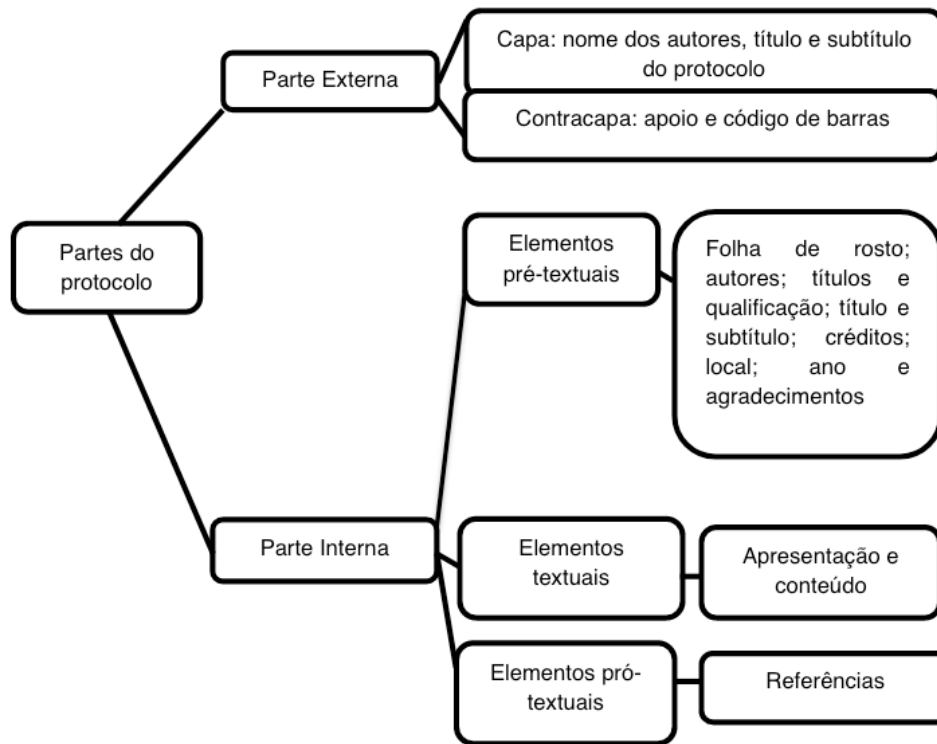 Capa: nome dos autores, título e subtítulo
do protocolo
Parte Externa
Contracapa: apoio e código de barras
Partes do
protocolo
Elementos
pré-textuais
Folha de
rosto;
autores; títulos e
qualificação; título e
subtítulo; créditos;
local; ano e
agradecimentos
Parte Interna
Elementos
textuais
Apresentação e
conteúdo
Elementos pró-
textuais
Referências